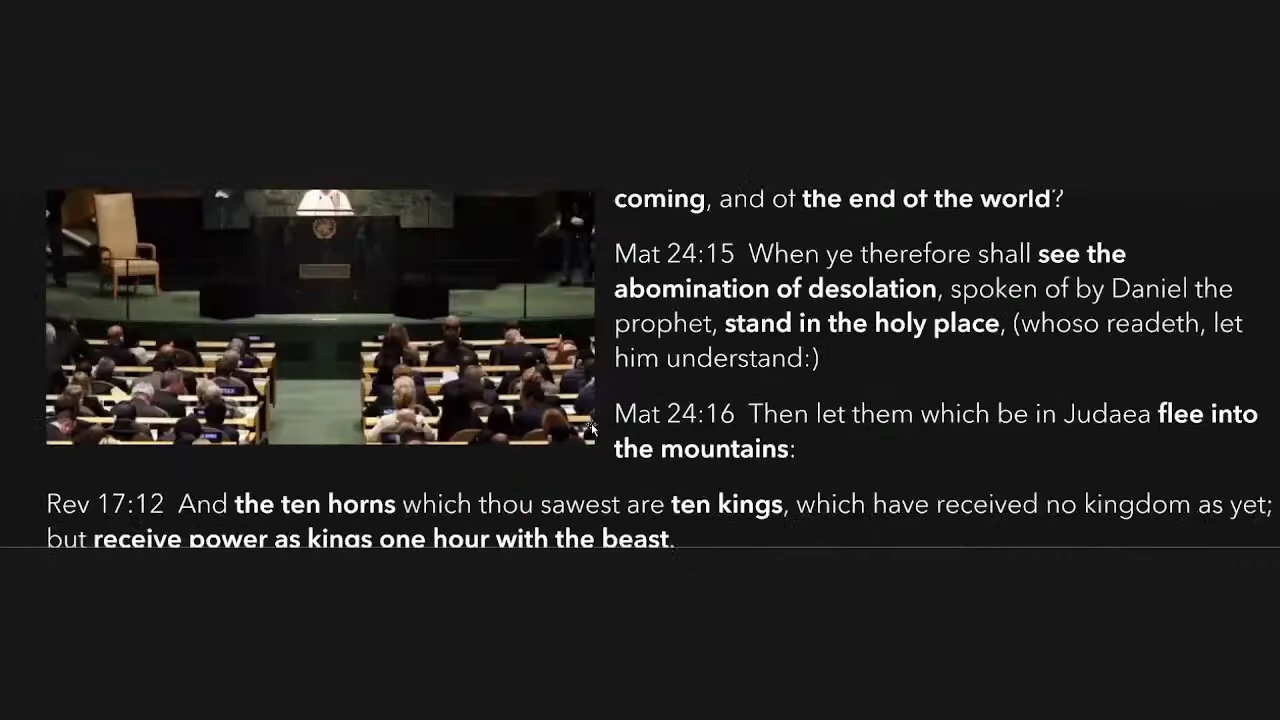 coming, and of the end of the world?
Mat 24:15 When ye therefore shall see the
abomination of desolation, spoken of by Daniel the
prophet, stand in the holy place, (whoso readeth, let
him understand:)
Mat 24:16 Then let them which be in Judaea flee into
the mountains:
Rev 17:12 And the ten horns which thou sawest are ten kings, which have received no kingdom as yet;
but receive power as kings one hour with the beast.